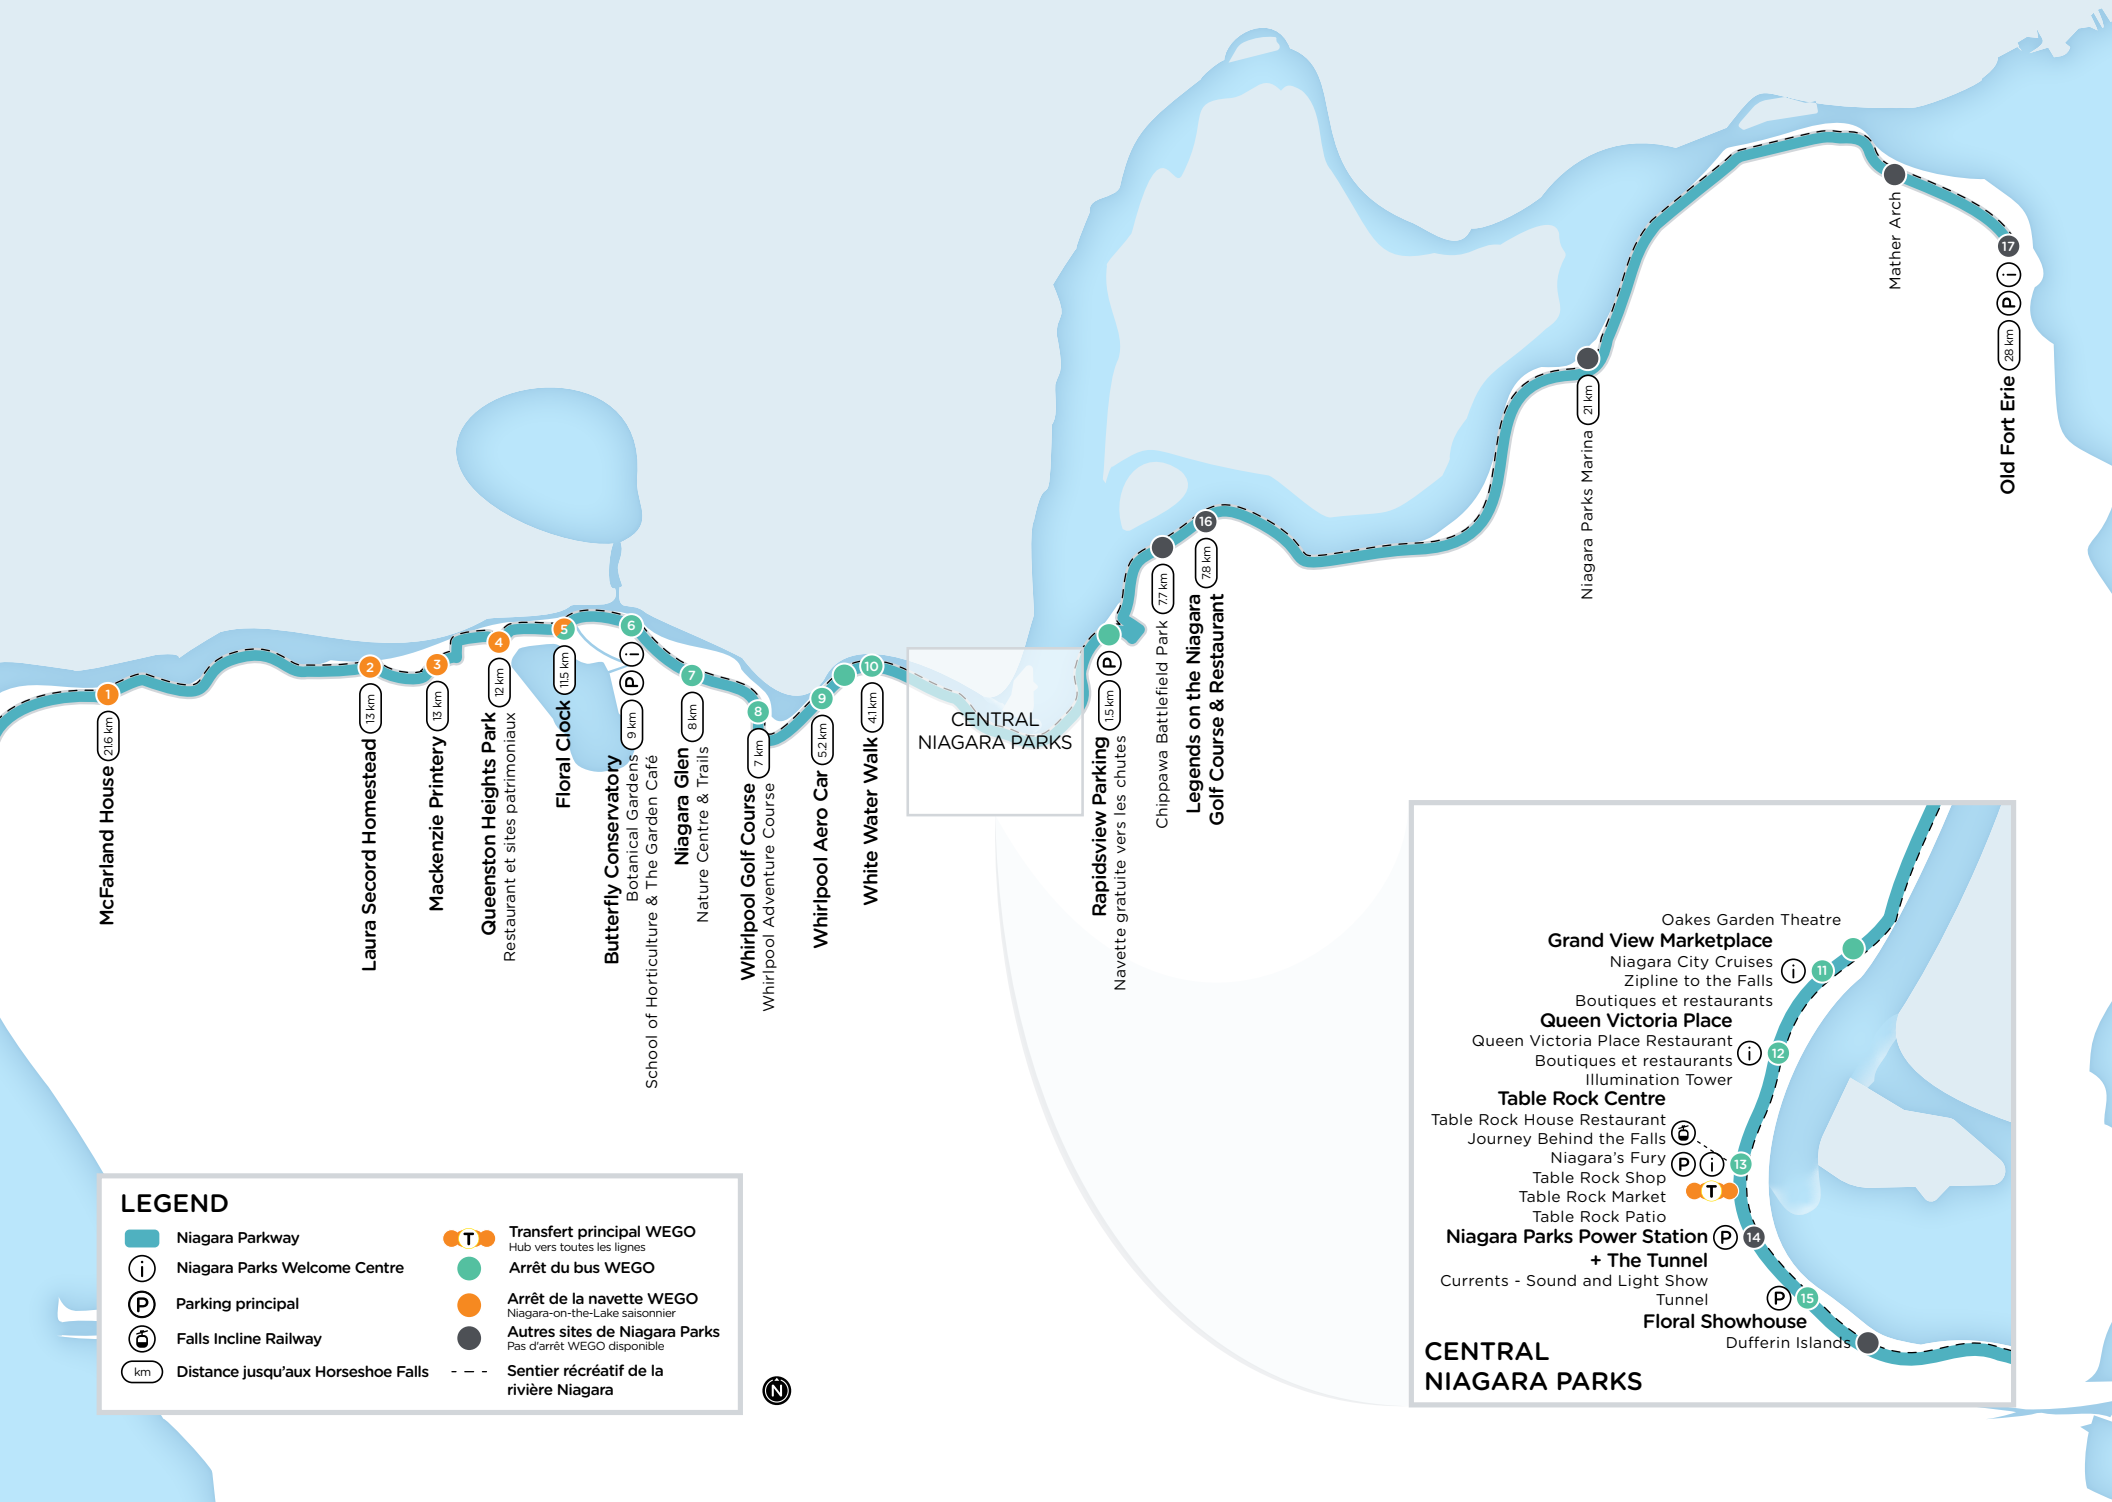 1
McFarland House
21.6 km
2
Laura Second Homestead
13 km
3
Mackenzie Printery
13 km
4
Queenston Heights Park
12 km
Restaurant et sites patrimoniaux
5
Floral Clock
11.5 km
6
i
P
Butterfly Conservatory
9 km
Botanical Gardens
School of Horticulture & The Garden Café
7
Niagara Glen
8 km
Nature Centre & Trails
8
Whirlpool Golf Course
7 km
Whirlpool Adventure Course
9
Whirlpool Aero Car
5.2 km
10
White Water Walk
4.1 km
CENTRAL
NIAGARA PARKS
P
Rapidsview Parking
1.5 km
Navette gratuite vers les chutes
Chippawa Battlefield Park
7.7 km
16
7.8 km
Legends on the Niagara
Golf Course & Restaurant
Niagara Parks Marina
21 km
Mather Arch
17
i
P
Old Fort Erie
28 km
Oakes Garden Theatre
Grand View Marketplace
Niagara City Cruises
i
11
Zipline to the Falls
Boutiques et restaurants
Queen Victoria Place
Queen Victoria Place Restaurant
i
12
Boutiques et restaurants
Illumination Tower
Table Rock Centre
Table Rock House Restaurant
Journey Behind the Falls
Niagara's Fury
P
i
13
Table Rock Shop
Table Rock Market
T
Table Rock Patio
Niagara Parks Power Station
P
14
+ The Tunnel
Currents - Sound and Light Show
Tunnel
P
15
Floral Showhouse
Dufferin Islands
CENTRAL
NIAGARA PARKS
LEGEND
Niagara Parkway
i
Niagara Parks Welcome Centre
P
Parking principal
Falls Incline Railway
km
Distance jusqu'aux Horseshoe Falls
T
Transfert principal WEGO
Hub vers toutes les lignes
Arrêt du bus WEGO
Arrêt de la navette WEGO
Niagara-on-the-Lake saisonnier
Autres sites de Niagara Parks
Pas d'arrêt WEGO disponible
Sentier récréatif de la
rivière Niagara
N